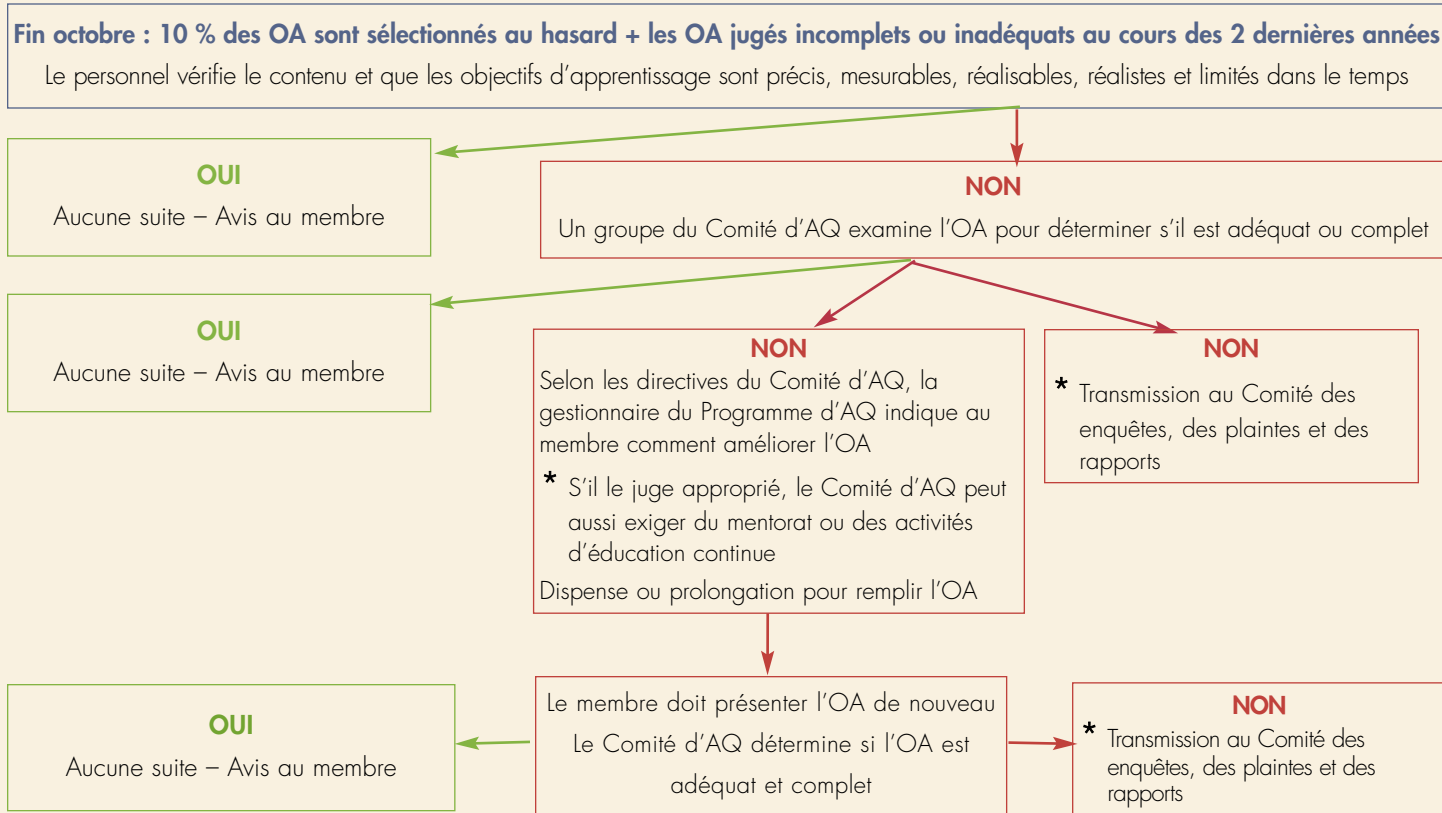 Fin octobre : 10 % des OA sont sélectionnés au hasard + les OA jugés incomplets ou inadéquats au cours des 2 dernières années
Le personnel vérifie le contenu et que les objectifs d'apprentissage sont précis, mesurables, réalisables, réalistes et limités dans le temps
OUI
Aucune suite – Avis au membre
NON
Un groupe du Comité d'AQ examine l'OA pour déterminer s'il est adéquat ou complet
OUI
Aucune suite – Avis au membre
NON
Selon les directives du Comité d'AQ, la
gestionnaire du Programme d'AQ indique au
membre comment améliorer l'OA
* S'il le juge approprié, le Comité d'AQ peut
aussi exiger du mentorat ou des activités
d'éducation continue
Dispense ou prolongation pour remplir l'OA
NON
* Transmission au Comité des
enquêtes, des plaintes et des
rapports
OUI
Aucune suite – Avis au membre
Le membre doit présenter l'OA de nouveau
Le Comité d'AQ détermine si l'OA est
adéquat et complet
NON
* Transmission au Comité des
enquêtes, des plaintes et des
rapports